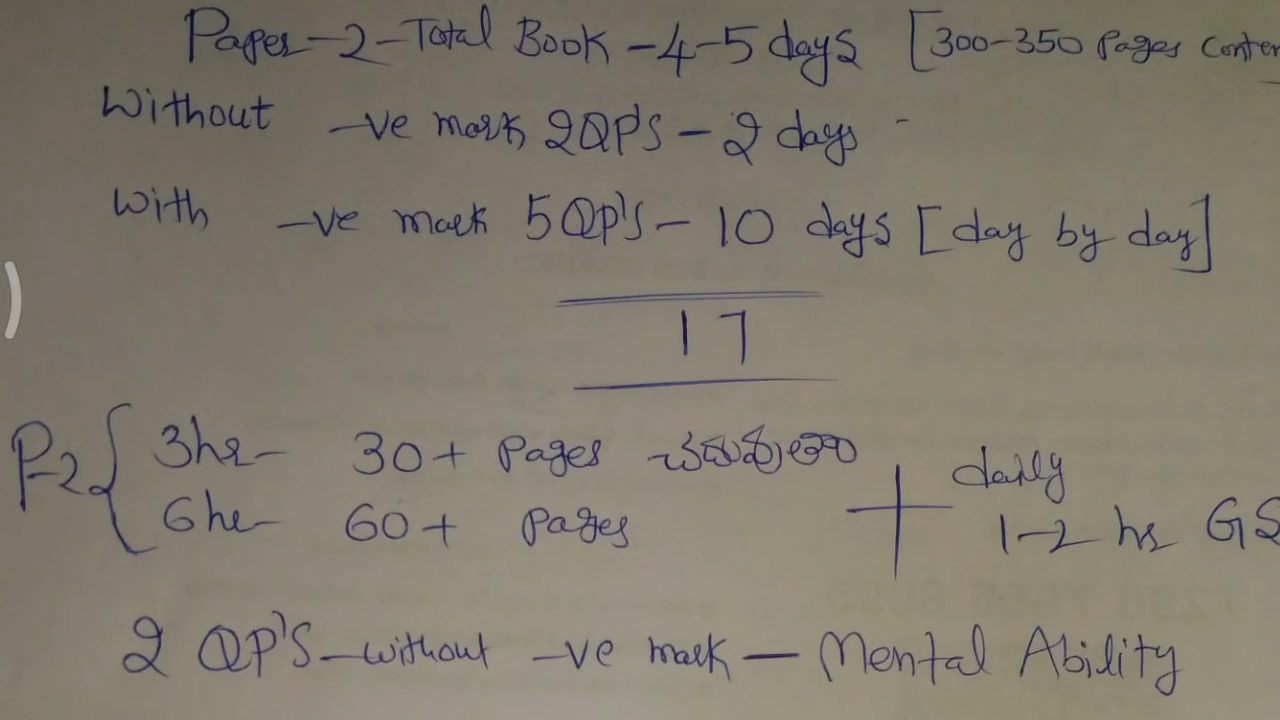 Paper-2-Total Book -4-5 days [300-350 Pages Conten
Without -ve mark 2QP'S - 2 days -
With -ve mark 5QP'S - 10 days [day by day]
17
P-2{ 3hr- 30+ Pages చదువుతా + daily
6hr- 60+ Pages 1-2 hr GS
2 QP'S-without -ve mark - Mental Ability